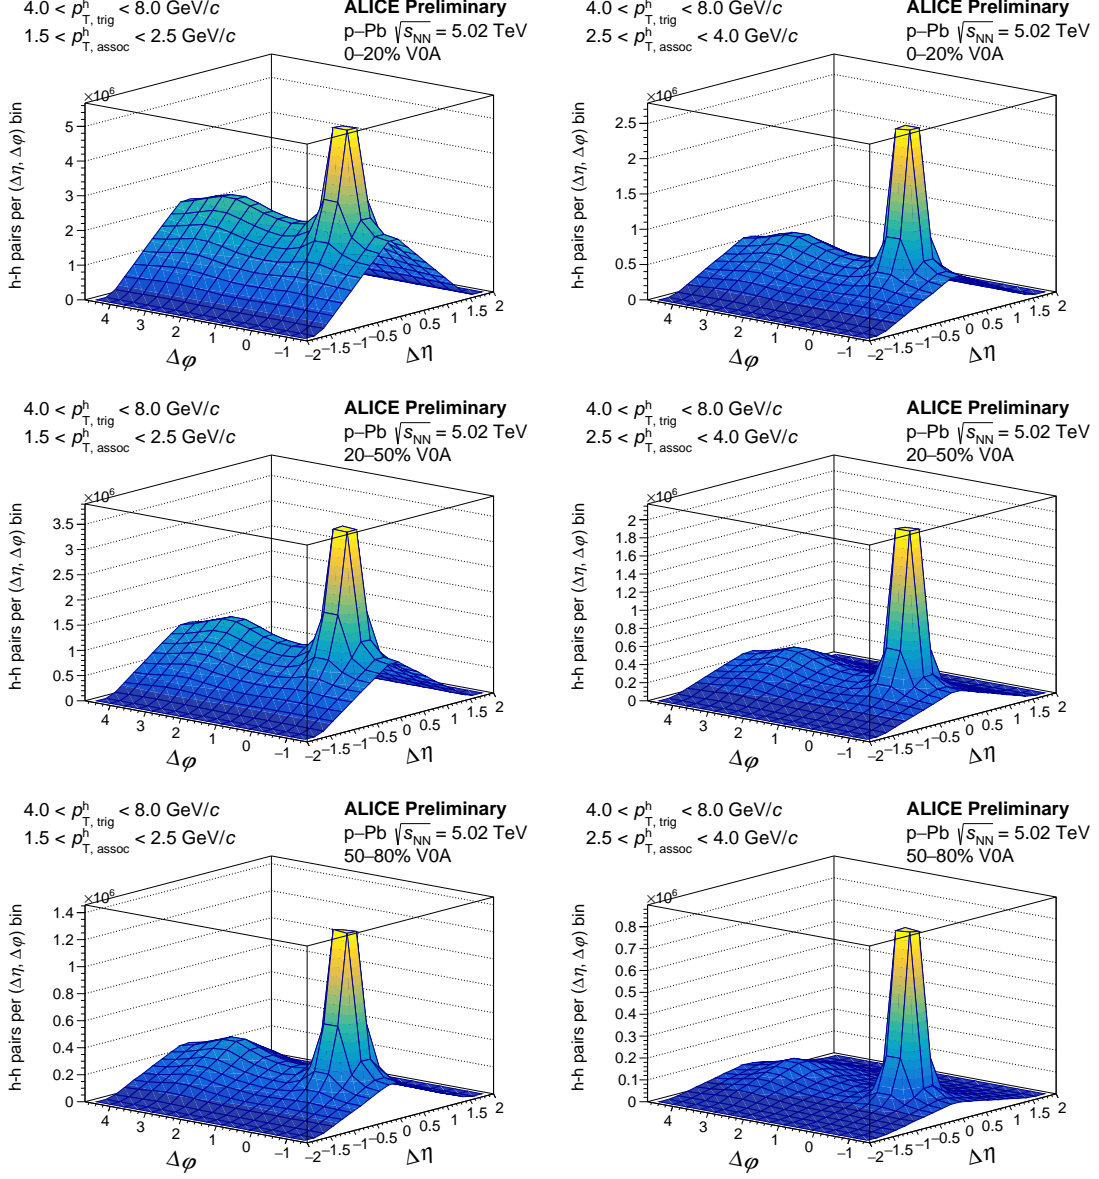 4.0 < p^h_T, trig < 8.0 GeV/c
1.5 < p^h_T, assoc < 2.5 GeV/c
ALICE Preliminary
p–Pb √s_NN = 5.02 TeV
0–20% V0A
×10^6
h-h pairs per (Δη, Δφ) bin
5
4
3
2
1
0
4 3 2 1 0 −1
Δφ
−2 −1.5 −1 −0.5 0 0.5 1 1.5 2
Δη
4.0 < p^h_T, trig < 8.0 GeV/c
2.5 < p^h_T, assoc < 4.0 GeV/c
ALICE Preliminary
p–Pb √s_NN = 5.02 TeV
0–20% V0A
×10^6
h-h pairs per (Δη, Δφ) bin
2.5
2
1.5
1
0.5
0
4 3 2 1 0 −1
Δφ
−2 −1.5 −1 −0.5 0 0.5 1 1.5 2
Δη
4.0 < p^h_T, trig < 8.0 GeV/c
1.5 < p^h_T, assoc < 2.5 GeV/c
ALICE Preliminary
p–Pb √s_NN = 5.02 TeV
20–50% V0A
×10^6
h-h pairs per (Δη, Δφ) bin
3.5
3
2.5
2
1.5
1
0.5
0
4 3 2 1 0 −1
Δφ
−2 −1.5 −1 −0.5 0 0.5 1 1.5 2
Δη
4.0 < p^h_T, trig < 8.0 GeV/c
2.5 < p^h_T, assoc < 4.0 GeV/c
ALICE Preliminary
p–Pb √s_NN = 5.02 TeV
20–50% V0A
×10^6
h-h pairs per (Δη, Δφ) bin
2
1.8
1.6
1.4
1.2
1
0.8
0.6
0.4
0.2
0
4 3 2 1 0 −1
Δφ
−2 −1.5 −1 −0.5 0 0.5 1 1.5 2
Δη
4.0 < p^h_T, trig < 8.0 GeV/c
1.5 < p^h_T, assoc < 2.5 GeV/c
ALICE Preliminary
p–Pb √s_NN = 5.02 TeV
50–80% V0A
×10^6
h-h pairs per (Δη, Δφ) bin
1.4
1.2
1
0.8
0.6
0.4
0.2
0
4 3 2 1 0 −1
Δφ
−2 −1.5 −1 −0.5 0 0.5 1 1.5 2
Δη
4.0 < p^h_T, trig < 8.0 GeV/c
2.5 < p^h_T, assoc < 4.0 GeV/c
ALICE Preliminary
p–Pb √s_NN = 5.02 TeV
50–80% V0A
×10^6
h-h pairs per (Δη, Δφ) bin
0.8
0.7
0.6
0.5
0.4
0.3
0.2
0.1
0
4 3 2 1 0 −1
Δφ
−2 −1.5 −1 −0.5 0 0.5 1 1.5 2
Δη